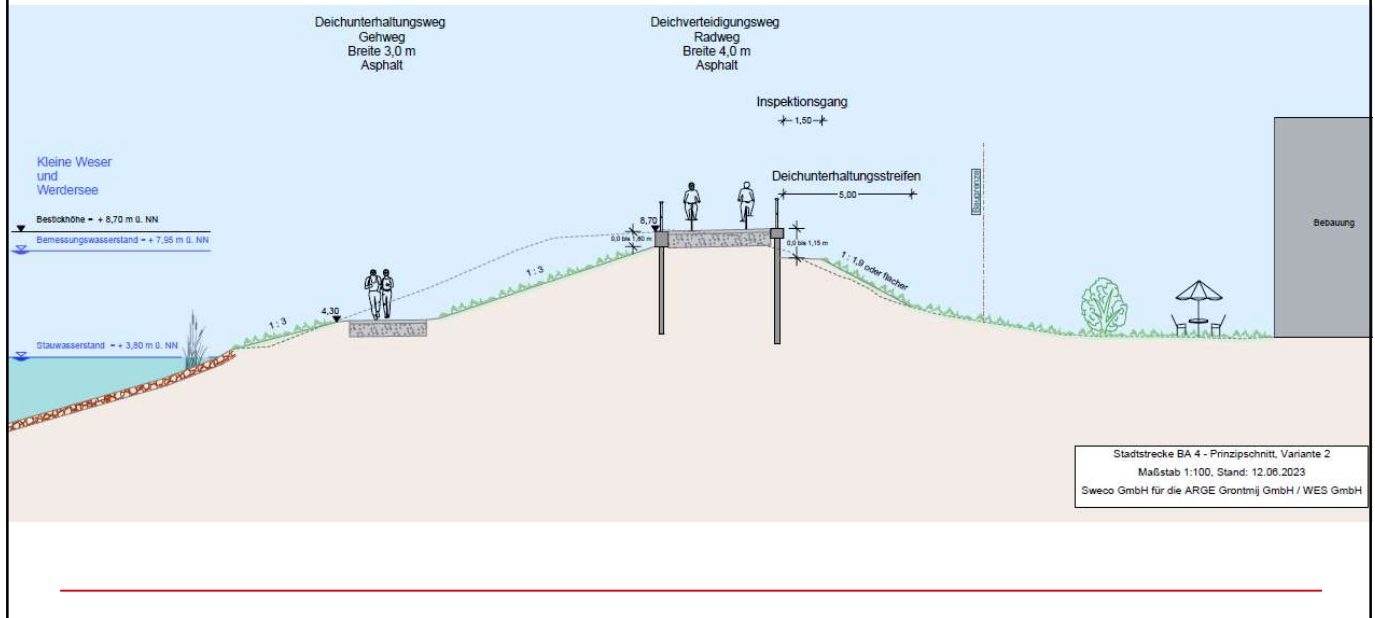 Deichunterhaltungsweg
Gehweg
Breite 3,0 m
Asphalt
Deichverteidigungsweg
Radweg
Breite 4,0 m
Asphalt
Inspektionsgang
1,50
Kleine Weser
und
Werdersee
Deichunterhaltungsstreifen
5,00
Baugrenze
Bestickhöhe = + 8,70 m ü. NN
8,70
Bebauung
Bemessungswasserstand = + 7,95 m ü. NN
0,0 bis 1,80 m
0,0 bis 1,15 m
1 : 3
1 : 1,9 oder flacher
4,30
1 : 3
Stauwasserstand = + 3,80 m ü. NN
Stadtstrecke BA 4 - Prinzipschnitt, Variante 2
Maßstab 1:100, Stand: 12.06.2023
Sweco GmbH für die ARGE Grontmij GmbH / WES GmbH